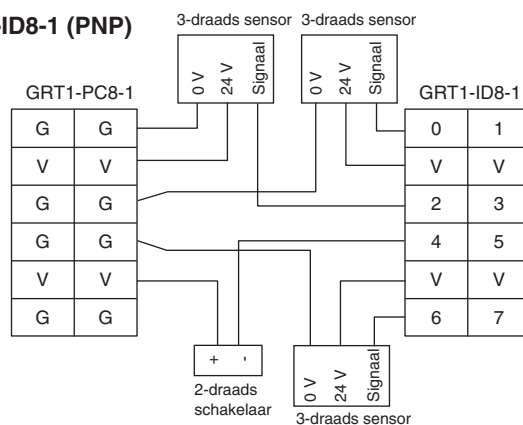 -ID8-1 (PNP)
3-draads sensor
3-draads sensor
0 V
24 V
Signaal
0 V
24 V
Signaal
GRT1-PC8-1
GRT1-ID8-1
G G
V V
G G
G G
V V
G G
0 1
V V
2 3
4 5
V V
6 7
+ -
2-draads
schakelaar
0 V
24 V
Signaal
3-draads sensor